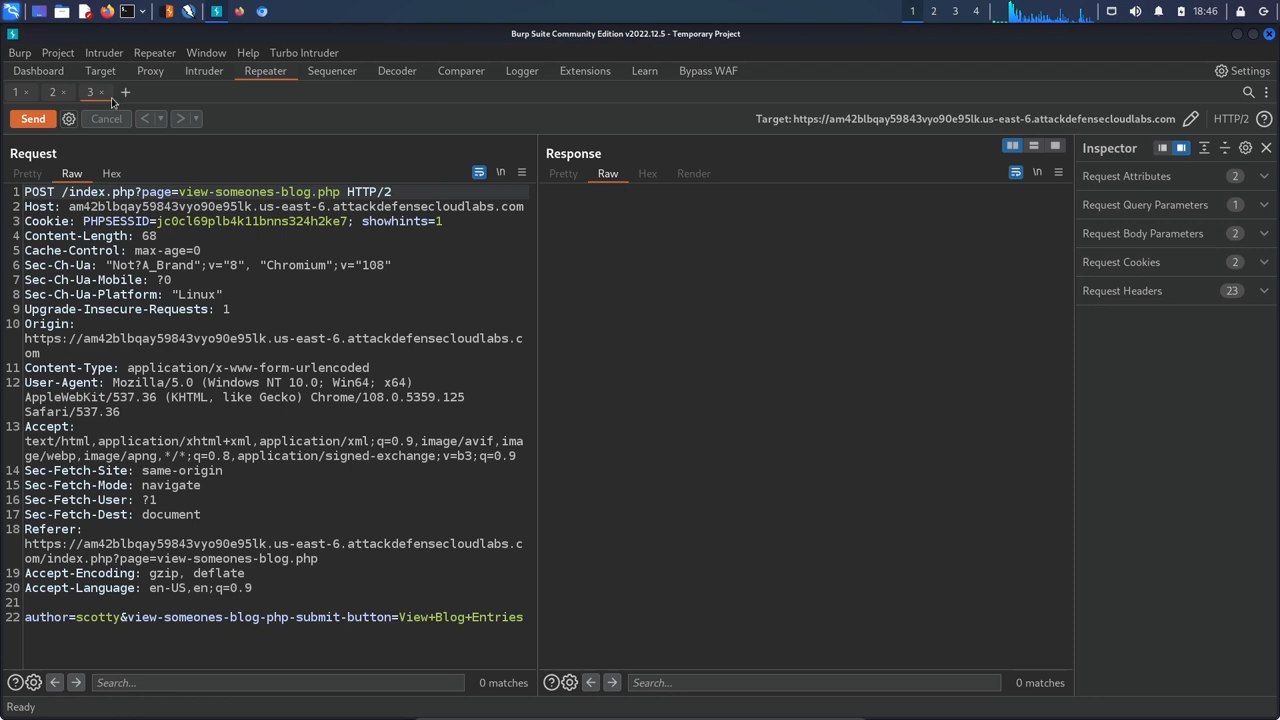 1 2 3 4
18:46
Burp Suite Community Edition v2022.12.5 - Temporary Project
Burp Project Intruder Repeater Window Help Turbo Intruder
Dashboard Target Proxy Intruder Repeater Sequencer Decoder Comparer Logger Extensions Learn Bypass WAF
Settings
1 × 2 × 3 × +
Send Cancel < >
Target: https://am42blbqay59843vyo90e95lk.us-east-6.attackdefensecloudlabs.com
HTTP/2 ?
Request
Pretty Raw Hex
\n
1 POST /index.php?page=view-someones-blog.php HTTP/2
2 Host: am42blbqay59843vyo90e95lk.us-east-6.attackdefensecloudlabs.com
3 Cookie: PHPSESSID=jc0cl69plb4k11bnns324h2ke7; showhints=1
4 Content-Length: 68
5 Cache-Control: max-age=0
6 Sec-Ch-Ua: "Not?A_Brand";v="8", "Chromium";v="108"
7 Sec-Ch-Ua-Mobile: ?0
8 Sec-Ch-Ua-Platform: "Linux"
9 Upgrade-Insecure-Requests: 1
10 Origin:
https://am42blbqay59843vyo90e95lk.us-east-6.attackdefensecloudlabs.c
om
11 Content-Type: application/x-www-form-urlencoded
12 User-Agent: Mozilla/5.0 (Windows NT 10.0; Win64; x64)
AppleWebKit/537.36 (KHTML, like Gecko) Chrome/108.0.5359.125
Safari/537.36
13 Accept:
text/html,application/xhtml+xml,application/xml;q=0.9,image/avif,ima
ge/webp,image/apng,*/*;q=0.8,application/signed-exchange;v=b3;q=0.9
14 Sec-Fetch-Site: same-origin
15 Sec-Fetch-Mode: navigate
16 Sec-Fetch-User: ?1
17 Sec-Fetch-Dest: document
18 Referer:
https://am42blbqay59843vyo90e95lk.us-east-6.attackdefensecloudlabs.c
om/index.php?page=view-someones-blog.php
19 Accept-Encoding: gzip, deflate
20 Accept-Language: en-US,en;q=0.9
21
22 author=scotty&view-someones-blog-php-submit-button=View+Blog+Entries
? Search... 0 matches
Response
Pretty Raw Hex Render
\n
? Search... 0 matches
Inspector
Request Attributes 2
Request Query Parameters 1
Request Body Parameters 2
Request Cookies 2
Request Headers 23
Ready